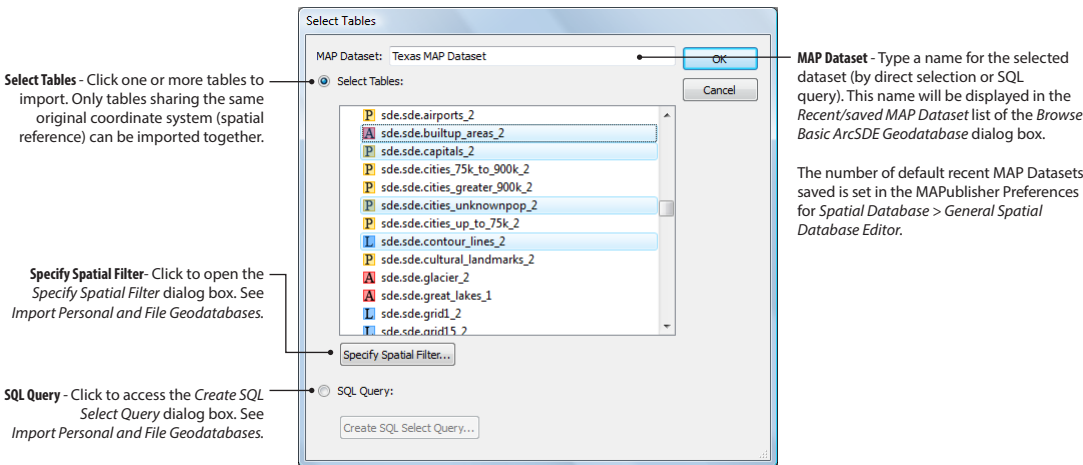 Select Tables
MAP Dataset: Texas MAP Dataset
OK
Cancel
Select Tables:
P sde.sde.airports_2
A sde.sde.builtup_areas_2
P sde.sde.capitals_2
P sde.sde.cities_75k_to_900k_2
P sde.sde.cities_greater_900k_2
P sde.sde.cities_unknownpop_2
P sde.sde.cities_up_to_75k_2
L sde.sde.contour_lines_2
P sde.sde.cultural_landmarks_2
A sde.sde.glacier_2
A sde.sde.great_lakes_1
L sde.sde.grid1_2
L sde.sde.grid15_2
Specify Spatial Filter...
SQL Query:
Create SQL Select Query...
Select Tables - Click one or more tables to
import. Only tables sharing the same
original coordinate system (spatial
reference) can be imported together.
Specify Spatial Filter- Click to open the
Specify Spatial Filter dialog box. See
Import Personal and File Geodatabases.
SQL Query - Click to access the Create SQL
Select Query dialog box. See
Import Personal and File Geodatabases.
MAP Dataset - Type a name for the selected
dataset (by direct selection or SQL
query). This name will be displayed in the
Recent/saved MAP Dataset list of the Browse
Basic ArcSDE Geodatabase dialog box.
The number of default recent MAP Datasets
saved is set in the MAPublisher Preferences
for Spatial Database > General Spatial
Database Editor.